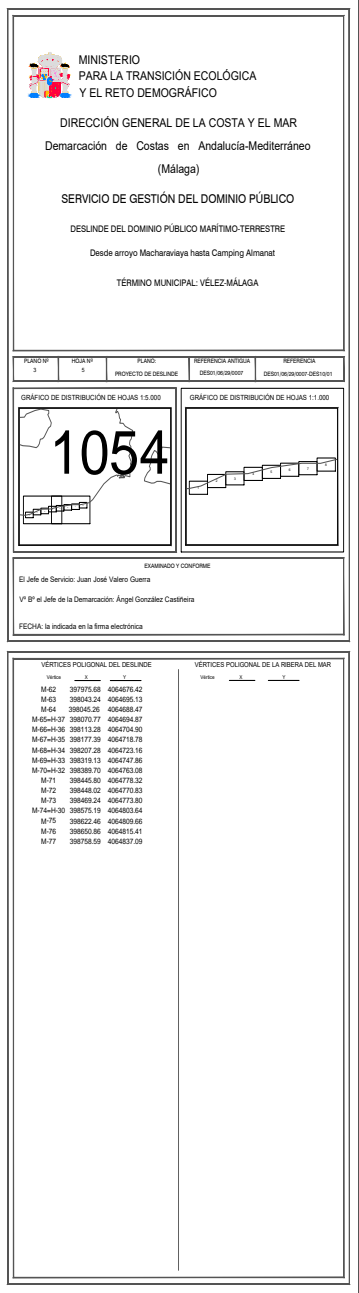 MINISTERIO
PARA LA TRANSICIÓN ECOLÓGICA
Y EL RETO DEMOGRÁFICO
DIRECCIÓN GENERAL DE LA COSTA Y EL MAR
Demarcación de Costas en Andalucía-Mediterráneo
(Málaga)
SERVICIO DE GESTIÓN DEL DOMINIO PÚBLICO
DESLINDE DEL DOMINIO PÚBLICO MARÍTIMO-TERRESTRE
Desde arroyo Macharaviaya hasta Camping Almanat
TÉRMINO MUNICIPAL: VÉLEZ-MÁLAGA
PLANO Nº HOJA Nº PLANO: REFERENCIA ANTIGUA REFERENCIA
3 5 PROYECTO DE DESLINDE DES01/06/29/0007 DES01/06/29/0007-DES10/01
GRÁFICO DE DISTRIBUCIÓN DE HOJAS 1:5.000 GRÁFICO DE DISTRIBUCIÓN DE HOJAS 1:1.000
1054
EXAMINADO Y CONFORME
El Jefe de Servicio: Juan José Valero Guerra
Vº Bº el Jefe de la Demarcación: Ángel González Castiñeira
FECHA: la indicada en la firma electrónica
VÉRTICES POLIGONAL DEL DESLINDE VÉRTICES POLIGONAL DE LA RIBERA DEL MAR
Vértice X Y Vértice X Y
M-62 397975.68 4064676.42
M-63 398043.24 4064695.13
M-64 398045.26 4064688.47
M-65=H-37 398070.77 4064694.87
M-66=H-36 398113.28 4064704.90
M-67=H-35 398177.39 4064718.78
M-68=H-34 398207.28 4064723.16
M-69=H-33 398319.13 4064747.86
M-70=H-32 398389.70 4064763.08
M-71 398445.80 4064778.32
M-72 398448.02 4064770.83
M-73 398469.24 4064773.80
M-74=H-30 398575.19 4064803.64
M-75 398622.46 4064809.66
M-76 398650.86 4064815.41
M-77 398758.59 4064837.09